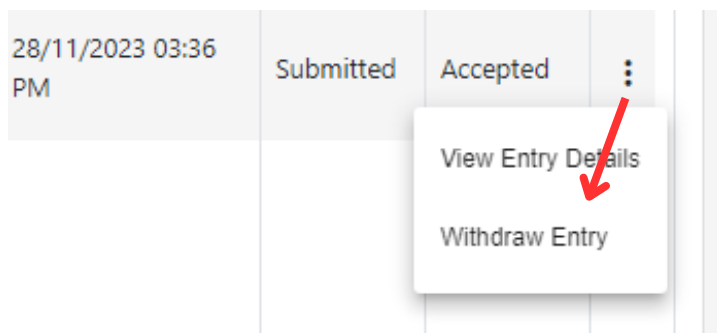 28/11/2023 03:36
PM
Submitted
Accepted
View Entry Details
Withdraw Entry